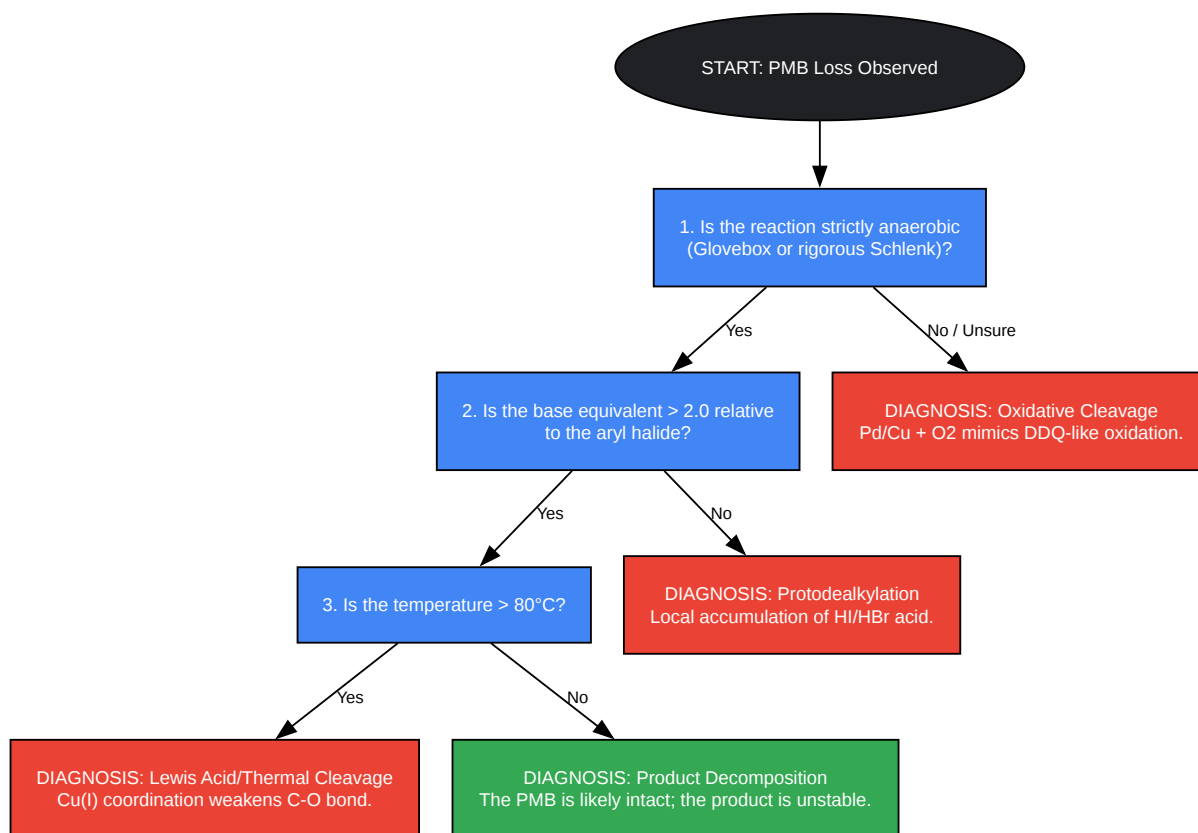 START: PMB Loss Observed
1. Is the reaction strictly anaerobic
(Glovebox or rigorous Schlenk)?
Yes
No / Unsure
2. Is the base equivalent > 2.0 relative
to the aryl halide?
DIAGNOSIS: Oxidative Cleavage
Pd/Cu + O2 mimics DDQ-like oxidation.
Yes
No
3. Is the temperature > 80°C?
DIAGNOSIS: Protodealkylation
Local accumulation of HI/HBr acid.
Yes
No
DIAGNOSIS: Lewis Acid/Thermal Cleavage
Cu(I) coordination weakens C-O bond.
DIAGNOSIS: Product Decomposition
The PMB is likely intact; the product is unstable.